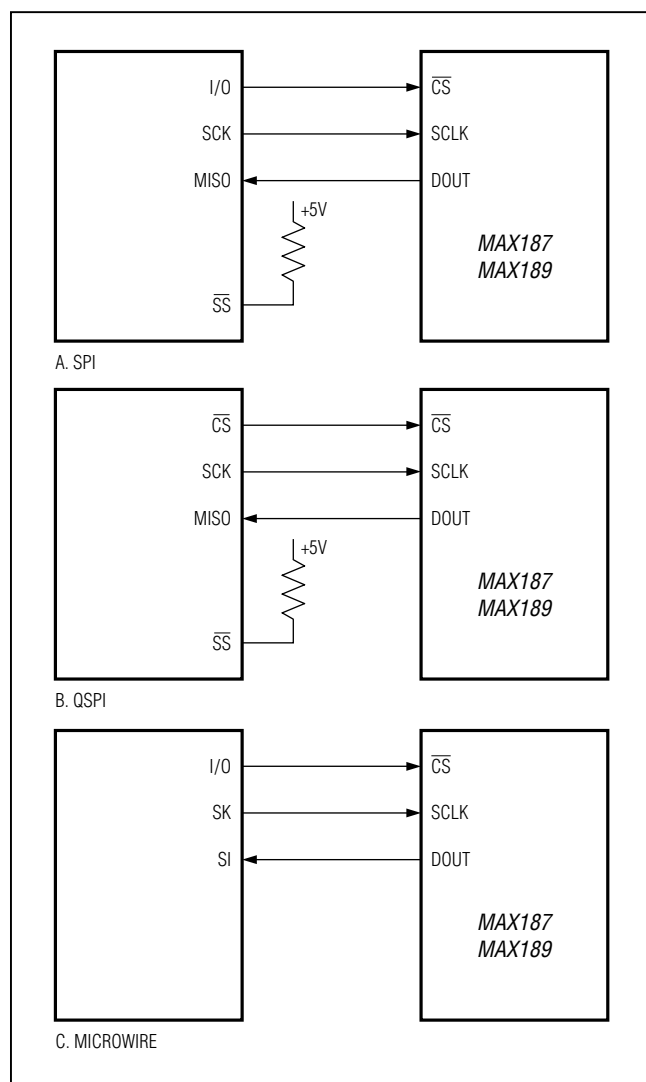 I/O CS
SCK SCLK
MISO DOUT
+5V
MAX187
MAX189
SS
A. SPI
CS CS
SCK SCLK
MISO DOUT
+5V
MAX187
MAX189
SS
B. QSPI
I/O CS
SK SCLK
SI DOUT
MAX187
MAX189
C. MICROWIRE